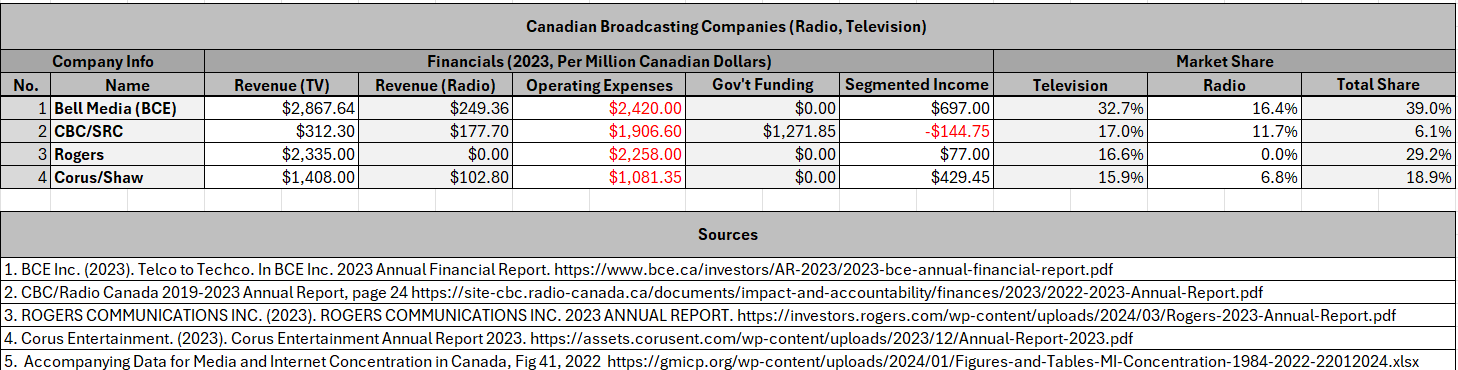 Canadian Broadcasting Companies (Radio, Television)
Company Info Financials (2023, Per Million Canadian Dollars) Market Share
No. Name Revenue (TV) Revenue (Radio) Operating Expenses Gov't Funding Segmented Income Television Radio Total Share
1 Bell Media (BCE) $2,867.64 $249.36 $2,420.00 $0.00 $697.00 32.7% 16.4% 39.0%
2 CBC/SRC $312.30 $177.70 $1,906.60 $1,271.85 -$144.75 17.0% 11.7% 6.1%
3 Rogers $2,335.00 $0.00 $2,258.00 $0.00 $77.00 16.6% 0.0% 29.2%
4 Corus/Shaw $1,408.00 $102.80 $1,081.35 $0.00 $429.45 15.9% 6.8% 18.9%
Sources
1. BCE Inc. (2023). Telco to Techco. In BCE Inc. 2023 Annual Financial Report. https://www.bce.ca/investors/AR-2023/2023-bce-annual-financial-report.pdf
2. CBC/Radio Canada 2019-2023 Annual Report, page 24 https://site-cbc.radio-canada.ca/documents/impact-and-accountability/finances/2023/2022-2023-Annual-Report.pdf
3. ROGERS COMMUNICATIONS INC. (2023). ROGERS COMMUNICATIONS INC. 2023 ANNUAL REPORT. https://investors.rogers.com/wp-content/uploads/2024/03/Rogers-2023-Annual-Report.pdf
4. Corus Entertainment. (2023). Corus Entertainment Annual Report 2023. https://assets.corusent.com/wp-content/uploads/2023/12/Annual-Report-2023.pdf
5. Accompanying Data for Media and Internet Concentration in Canada, Fig 41, 2022 https://gmicp.org/wp-content/uploads/2024/01/Figures-and-Tables-MI-Concentration-1984-2022-22012024.xlsx